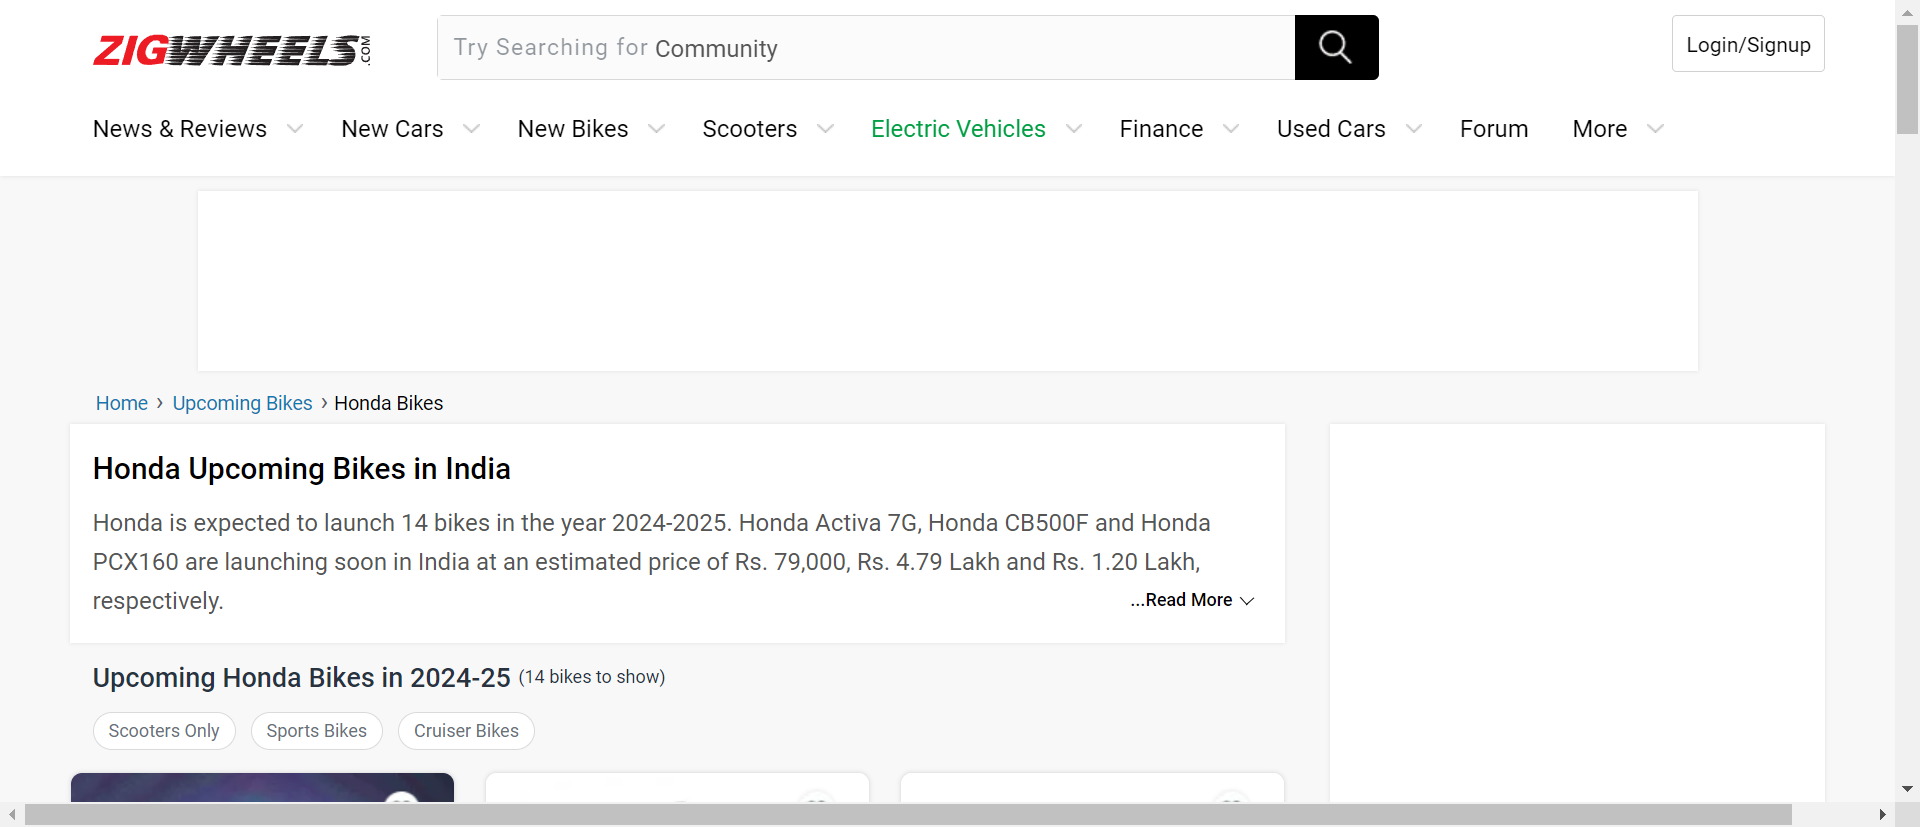 ZIGWHEELS.COM
Try Searching for Community
Login/Signup
News & Reviews New Cars New Bikes Scooters Electric Vehicles Finance Used Cars Forum More
Home › Upcoming Bikes › Honda Bikes
Honda Upcoming Bikes in India
Honda is expected to launch 14 bikes in the year 2024-2025. Honda Activa 7G, Honda CB500F and Honda
PCX160 are launching soon in India at an estimated price of Rs. 79,000, Rs. 4.79 Lakh and Rs. 1.20 Lakh,
respectively.
...Read More
Upcoming Honda Bikes in 2024-25 (14 bikes to show)
Scooters Only Sports Bikes Cruiser Bikes